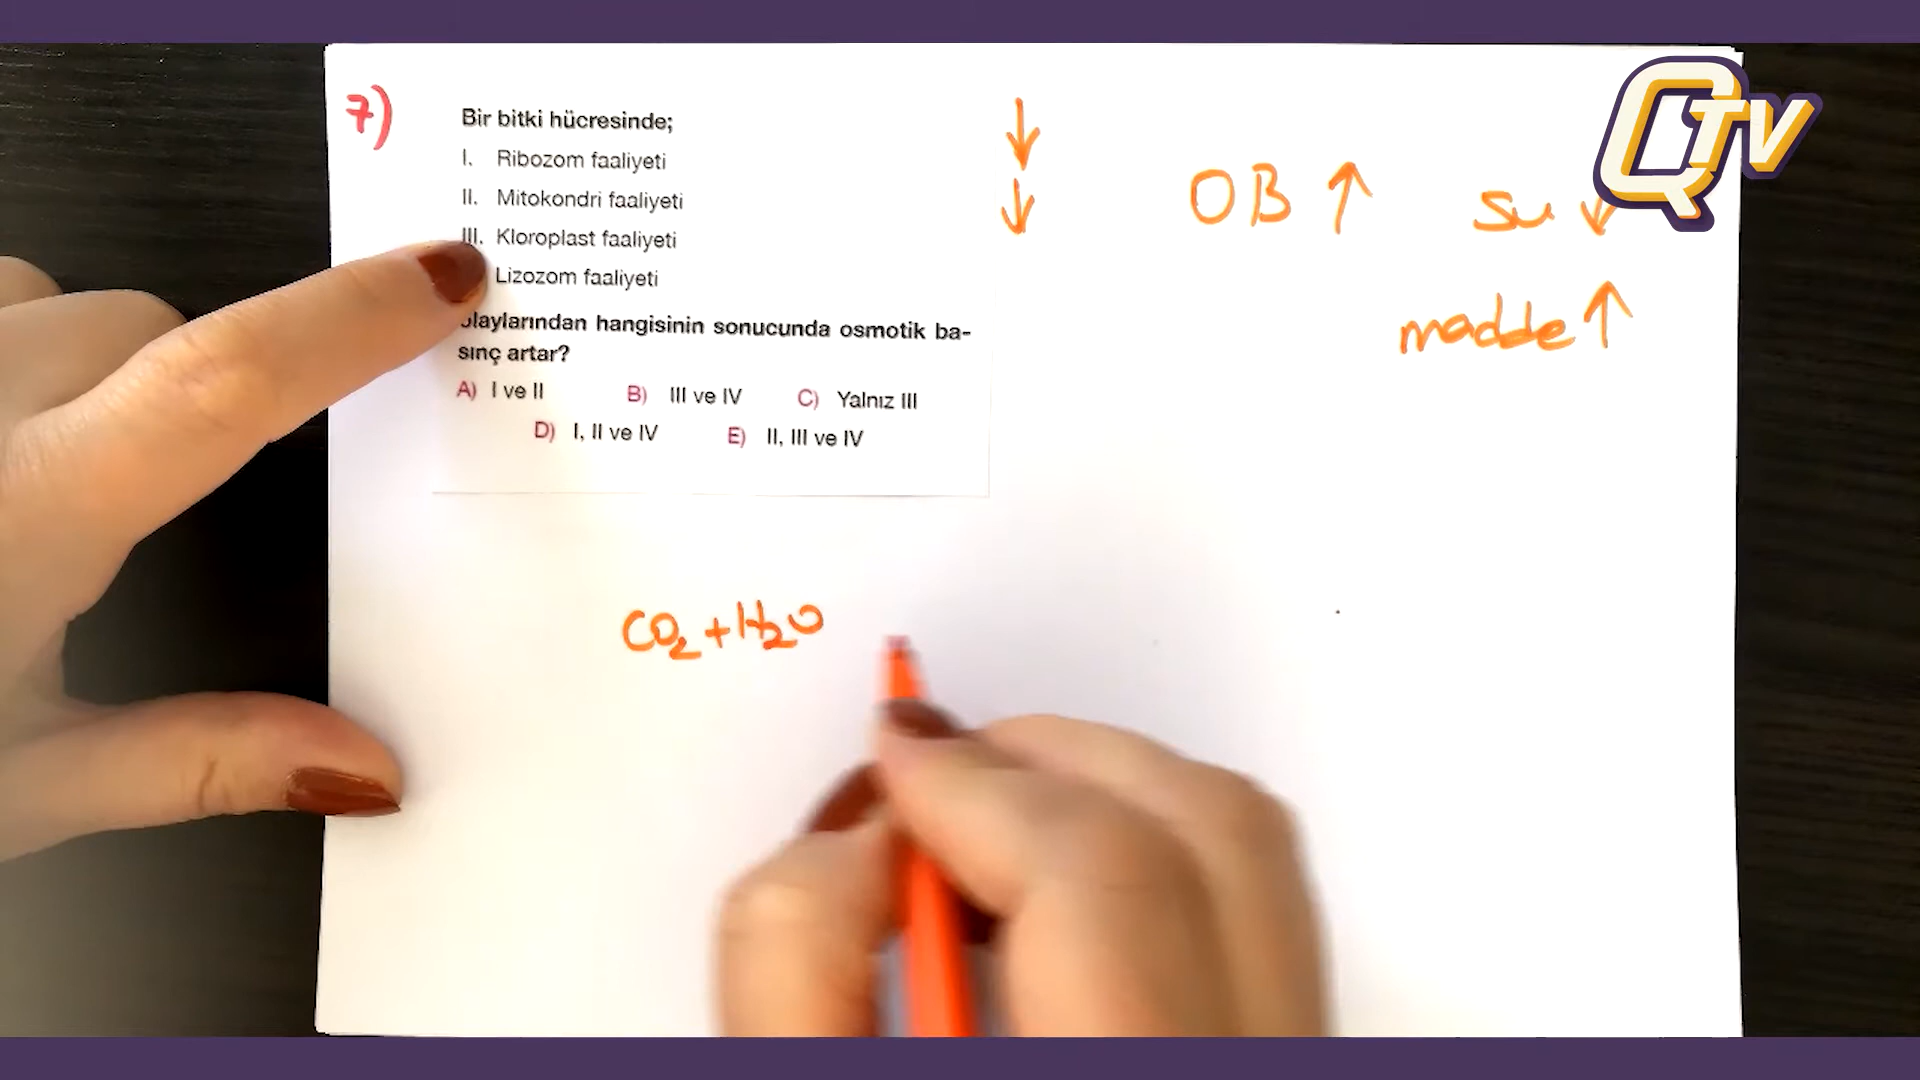 7)
Bir bitki hücresinde;
I. Ribozom faaliyeti
II. Mitokondri faaliyeti
III. Kloroplast faaliyeti
Lizozom faaliyeti
olaylarından hangisinin sonucunda osmotik ba-
sınç artar?
A) I ve II B) III ve IV C) Yalnız III
D) I, II ve IV E) II, III ve IV
↓
↓
OB ↑ su ↓
madde ↑
CO₂ + H₂O
QTV